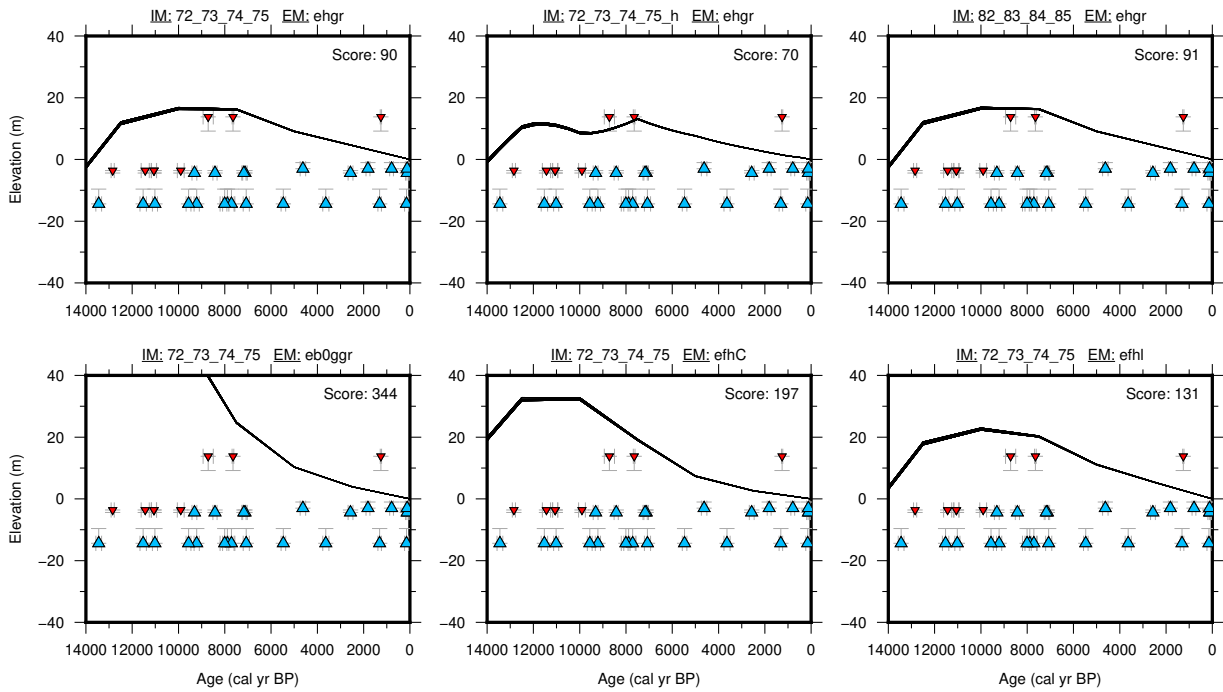 IM: 72_73_74_75 EM: ehgr
IM: 72_73_74_75_h EM: ehgr
IM: 82_83_84_85 EM: ehgr
40
20
0
−20
−40
Elevation (m)
Score: 90
14000 12000 10000 8000 6000 4000 2000 0
40
20
0
−20
−40
Score: 70
14000 12000 10000 8000 6000 4000 2000 0
40
20
0
−20
−40
Score: 91
14000 12000 10000 8000 6000 4000 2000 0
IM: 72_73_74_75 EM: eb0ggr
IM: 72_73_74_75 EM: efhC
IM: 72_73_74_75 EM: efhl
40
20
0
−20
−40
Elevation (m)
Score: 344
14000 12000 10000 8000 6000 4000 2000 0
Age (cal yr BP)
40
20
0
−20
−40
Score: 197
14000 12000 10000 8000 6000 4000 2000 0
Age (cal yr BP)
40
20
0
−20
−40
Score: 131
14000 12000 10000 8000 6000 4000 2000 0
Age (cal yr BP)